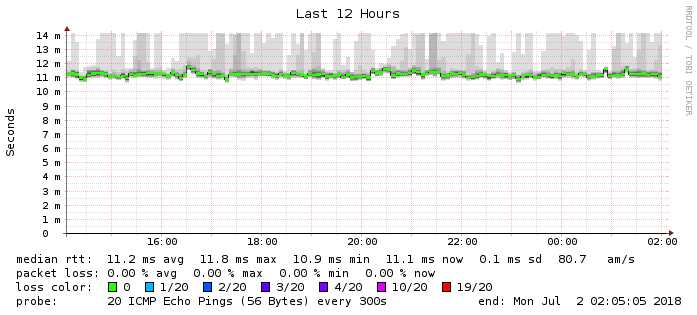 Last 12 Hours
RRDTOOL / TOBI OETIKER
Seconds
14 m
13 m
12 m
11 m
10 m
9 m
8 m
7 m
6 m
5 m
4 m
3 m
2 m
1 m
0
16:00 18:00 20:00 22:00 00:00 02:00
median rtt: 11.2 ms avg 11.8 ms max 10.9 ms min 11.1 ms now 0.1 ms sd 80.7 am/s
packet loss: 0.00 % avg 0.00 % max 0.00 % min 0.00 % now
loss color: 0 1/20 2/20 3/20 4/20 10/20 19/20
probe: 20 ICMP Echo Pings (56 Bytes) every 300s end: Mon Jul 2 02:05:05 2018